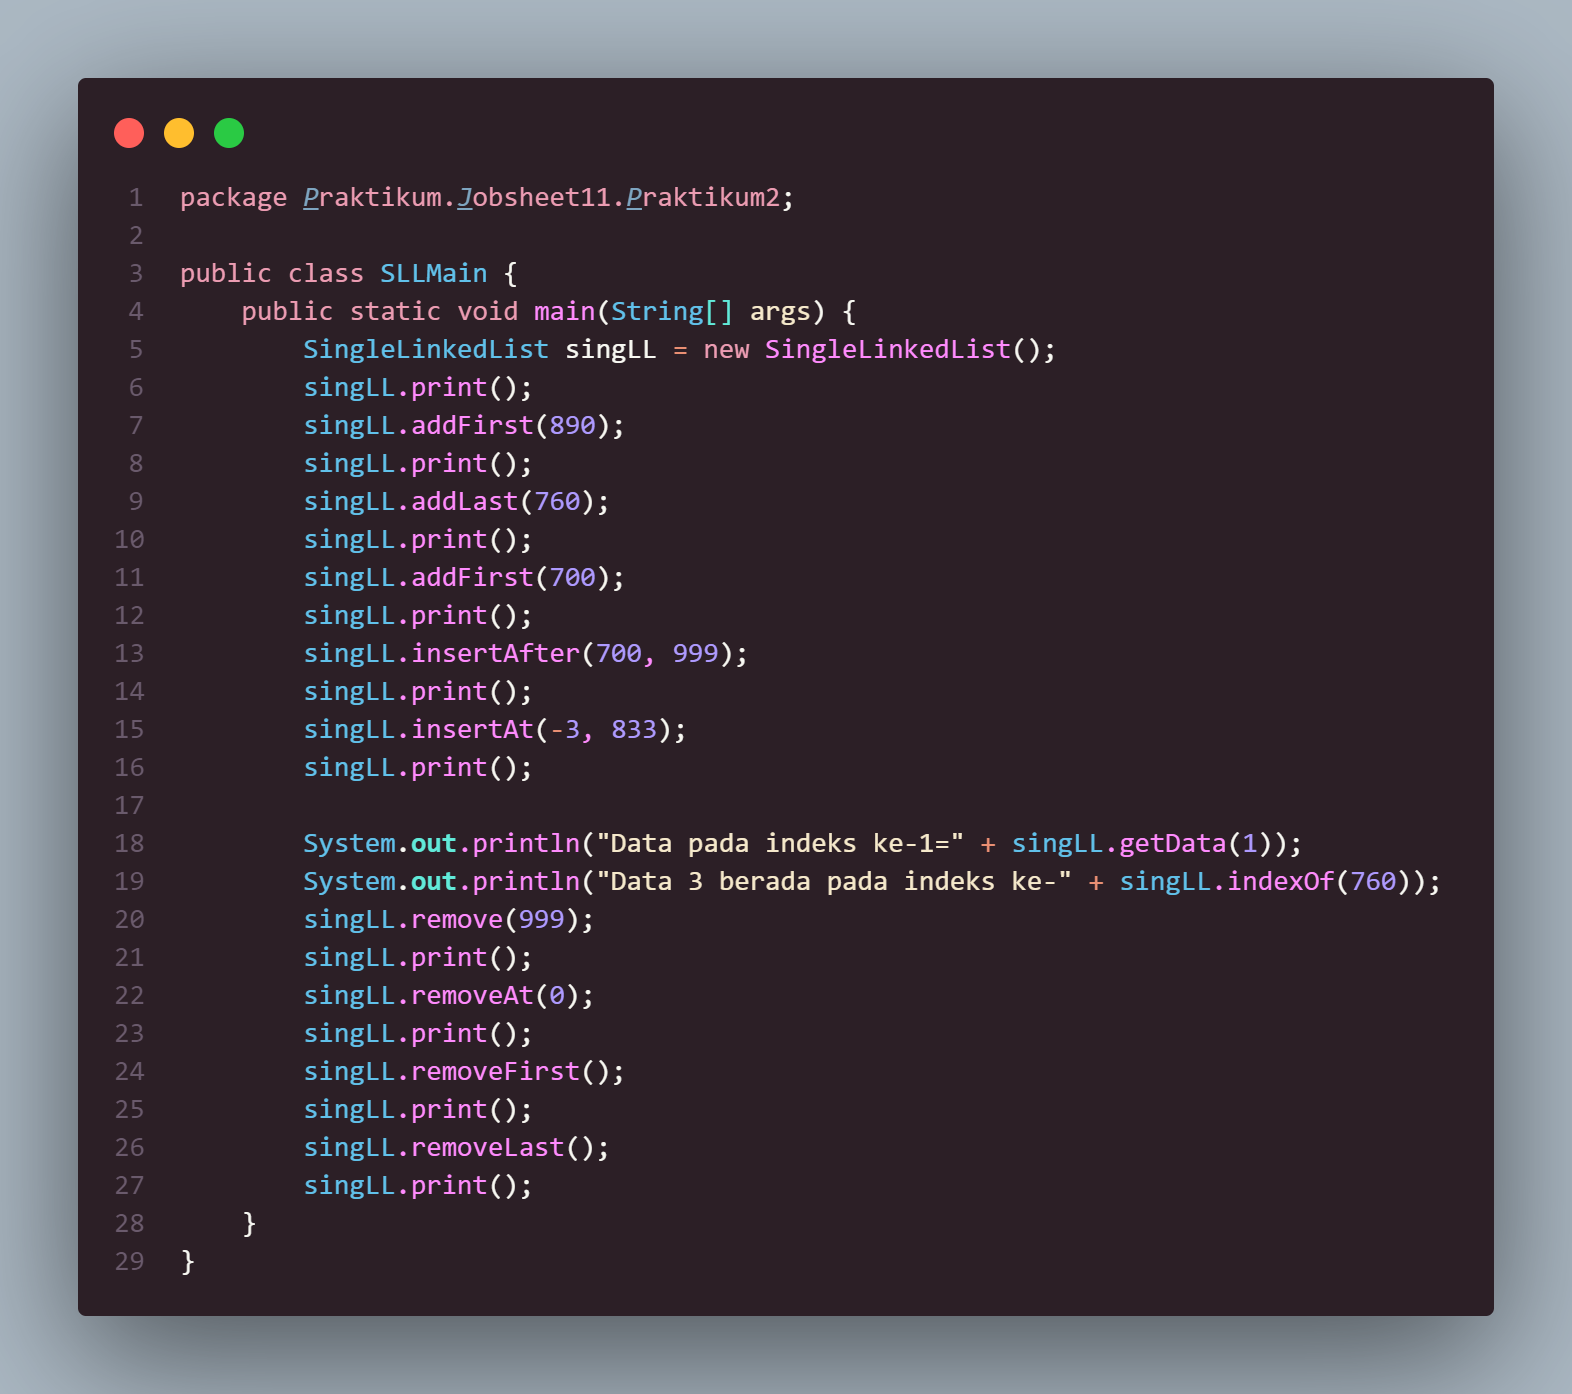 1 package Praktikum.Jobsheet11.Praktikum2;
2
3 public class SLLMain {
4     public static void main(String[] args) {
5         SingleLinkedList singLL = new SingleLinkedList();
6         singLL.print();
7         singLL.addFirst(890);
8         singLL.print();
9         singLL.addLast(760);
10         singLL.print();
11         singLL.addFirst(700);
12         singLL.print();
13         singLL.insertAfter(700, 999);
14         singLL.print();
15         singLL.insertAt(-3, 833);
16         singLL.print();
17
18         System.out.println("Data pada indeks ke-1=" + singLL.getData(1));
19         System.out.println("Data 3 berada pada indeks ke-" + singLL.indexOf(760));
20         singLL.remove(999);
21         singLL.print();
22         singLL.removeAt(0);
23         singLL.print();
24         singLL.removeFirst();
25         singLL.print();
26         singLL.removeLast();
27         singLL.print();
28     }
29 }